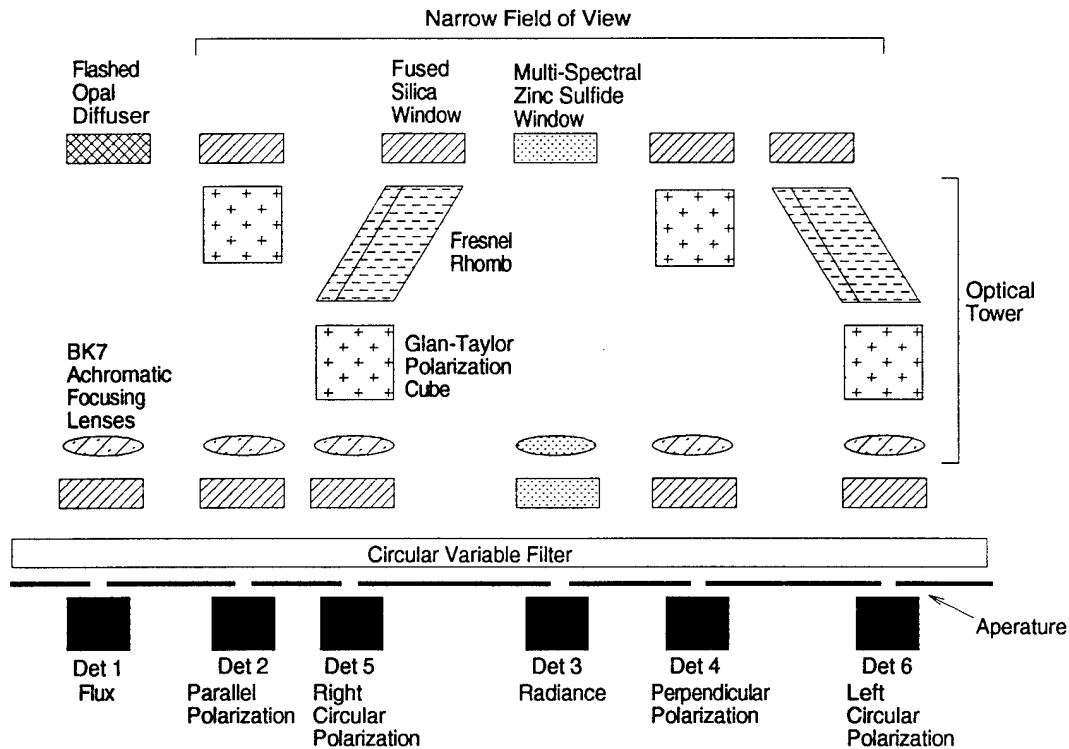 Narrow Field of View
Flashed
Opal
Diffuser
Fused
Silica
Window
Multi-Spectral
Zinc Sulfide
Window
Fresnel
Rhomb
Optical
Tower
BK7
Achromatic
Focusing
Lenses
Glan-Taylor
Polarization
Cube
Circular Variable Filter
Aperature
Det 1
Flux
Det 2
Parallel
Polarization
Det 5
Right
Circular
Polarization
Det 3
Radiance
Det 4
Perpendicular
Polarization
Det 6
Left
Circular
Polarization